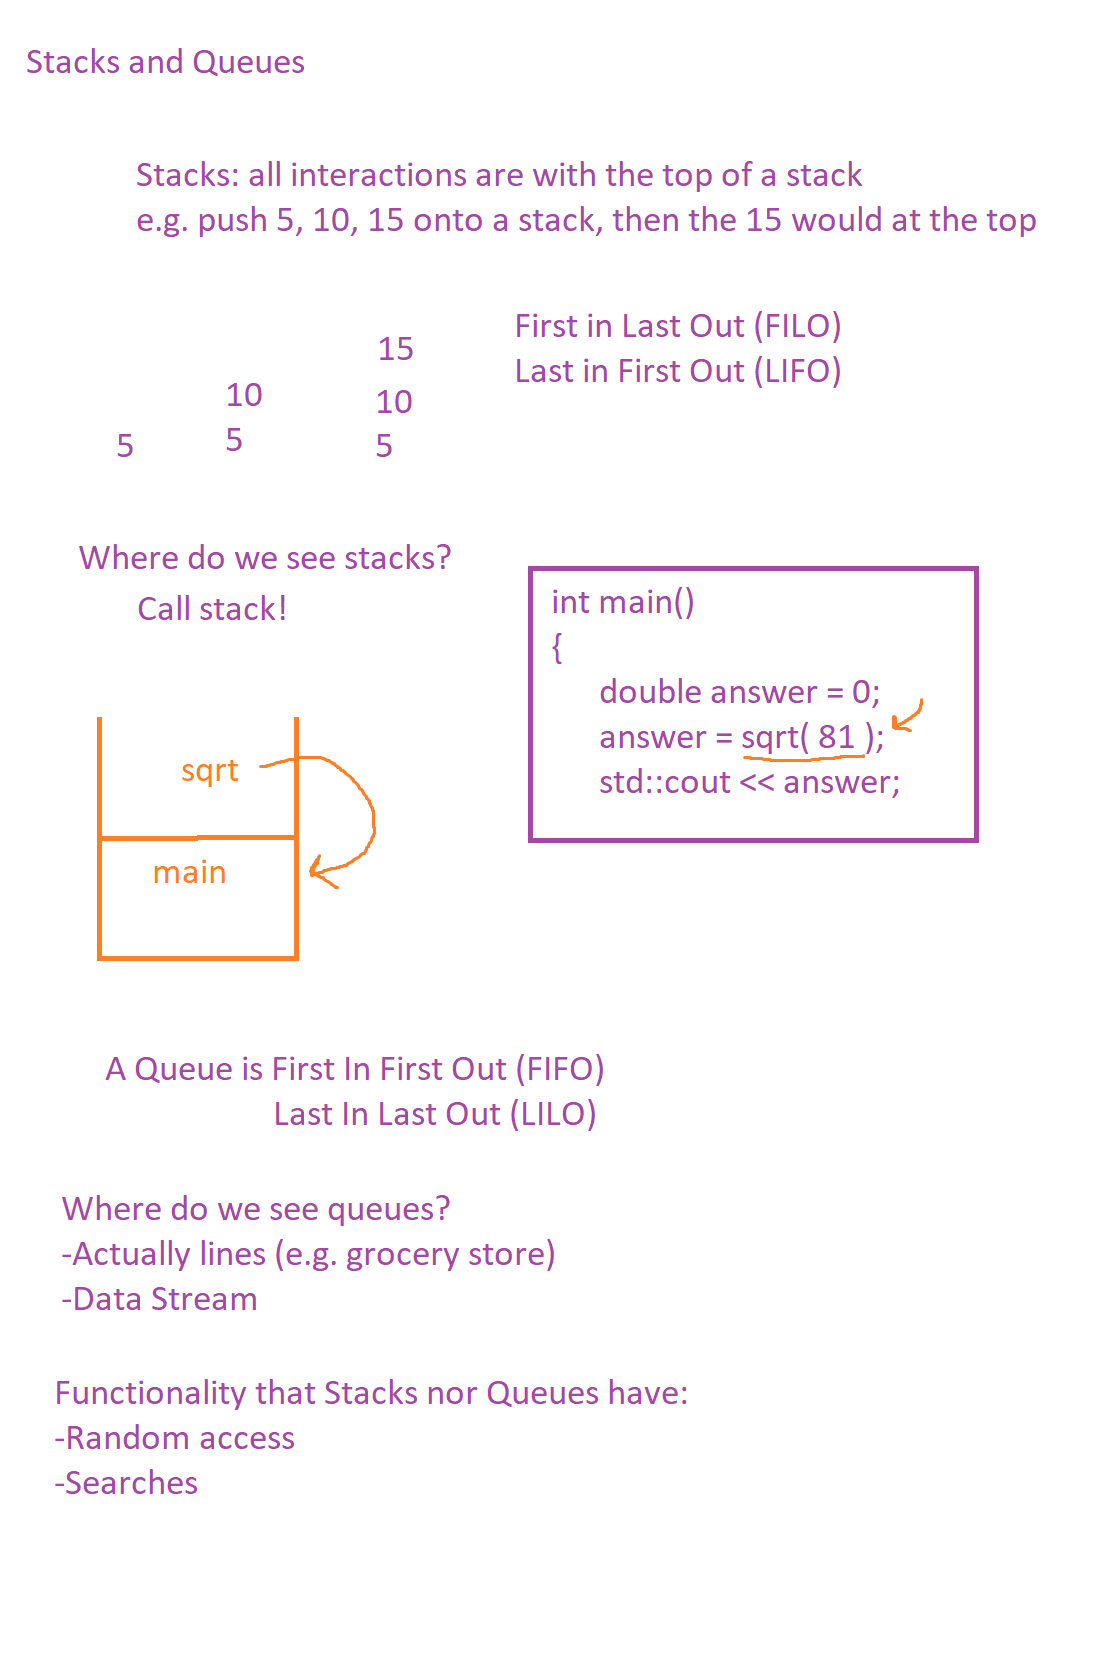 Stacks and Queues
Stacks: all interactions are with the top of a stack
e.g. push 5, 10, 15 onto a stack, then the 15 would at the top
First in Last Out (FILO)
Last in First Out (LIFO)
15
10 10
5 5 5
Where do we see stacks?
Call stack!
int main()
{
double answer = 0;
answer = sqrt( 81 );
std::cout << answer;
sqrt
main
A Queue is First In First Out (FIFO)
Last In Last Out (LILO)
Where do we see queues?
-Actually lines (e.g. grocery store)
-Data Stream
Functionality that Stacks nor Queues have:
-Random access
-Searches